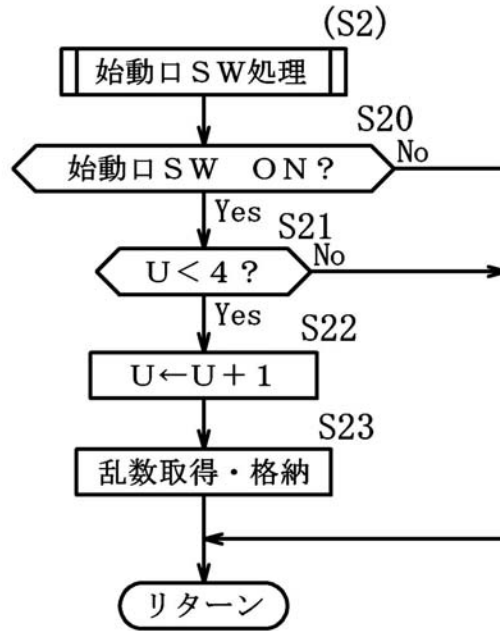 (S2)
始動口ＳＷ処理
S20
始動口ＳＷ　ＯＮ？
No
Yes
S21
Ｕ＜４？
No
Yes
S22
Ｕ←Ｕ＋１
S23
乱数取得・格納
リターン